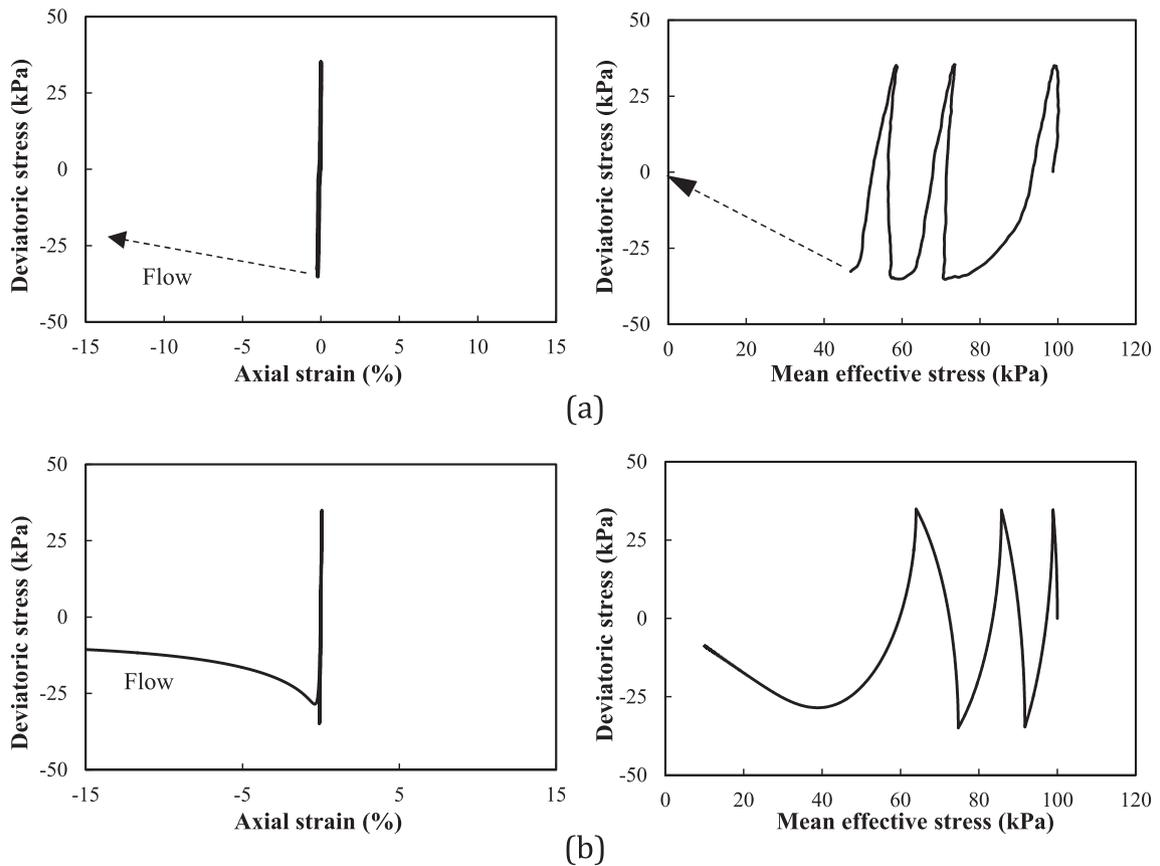 50
25
0
-25
-50
Deviatoric stress (kPa)
Flow
-15 -10 -5 0 5 10 15
Axial strain (%)
50
25
0
-25
-50
Deviatoric stress (kPa)
0 20 40 60 80 100 120
Mean effective stress (kPa)
(a)
50
25
0
-25
-50
Deviatoric stress (kPa)
Flow
-15 -5 5 15
Axial strain (%)
50
25
0
-25
-50
Deviatoric stress (kPa)
0 20 40 60 80 100 120
Mean effective stress (kPa)
(b)